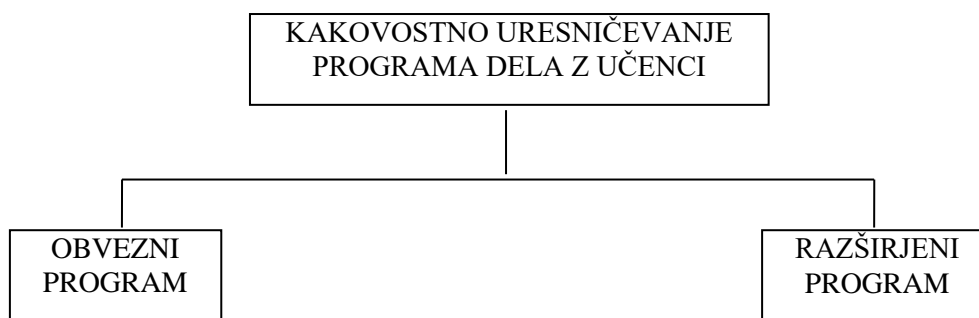 KAKOVOSTNO URESNIČEVANJE
PROGRAMA DELA Z UČENCI
OBVEZNI
PROGRAM
RAZŠIRJENI
PROGRAM